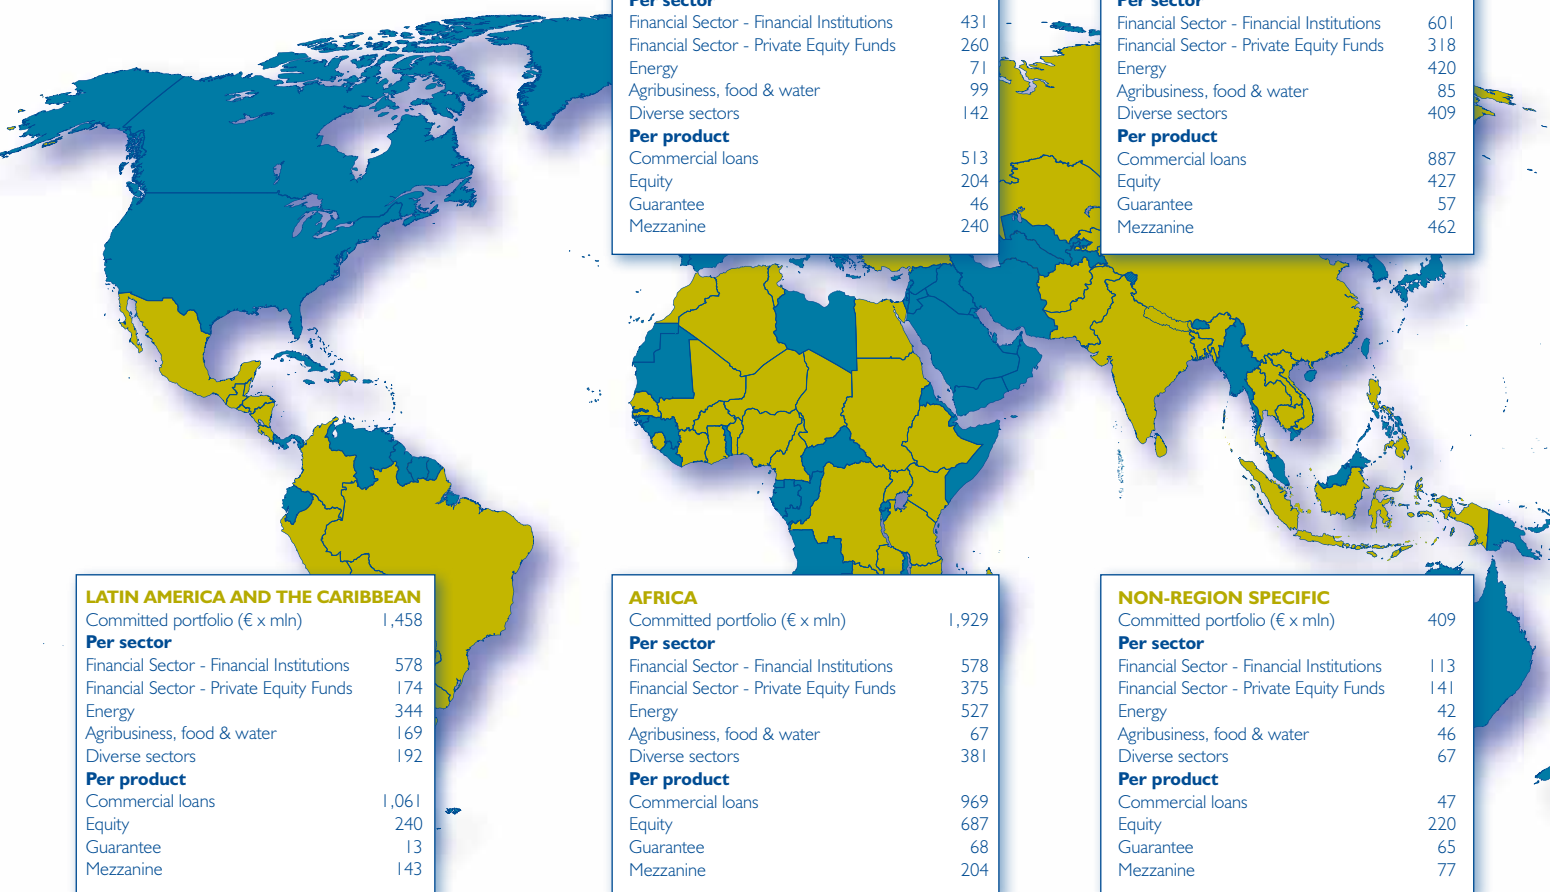 Per sector
Financial Sector - Financial Institutions 431
Financial Sector - Private Equity Funds 260
Energy 71
Agribusiness, food & water 99
Diverse sectors 142
Per product
Commercial loans 513
Equity 204
Guarantee 46
Mezzanine 240
Per sector
Financial Sector - Financial Institutions 601
Financial Sector - Private Equity Funds 318
Energy 420
Agribusiness, food & water 85
Diverse sectors 409
Per product
Commercial loans 887
Equity 427
Guarantee 57
Mezzanine 462
LATIN AMERICA AND THE CARIBBEAN
Committed portfolio (€ x mln) 1,458
Per sector
Financial Sector - Financial Institutions 578
Financial Sector - Private Equity Funds 174
Energy 344
Agribusiness, food & water 169
Diverse sectors 192
Per product
Commercial loans 1,061
Equity 240
Guarantee 13
Mezzanine 143
AFRICA
Committed portfolio (€ x mln) 1,929
Per sector
Financial Sector - Financial Institutions 578
Financial Sector - Private Equity Funds 375
Energy 527
Agribusiness, food & water 67
Diverse sectors 381
Per product
Commercial loans 969
Equity 687
Guarantee 68
Mezzanine 204
NON-REGION SPECIFIC
Committed portfolio (€ x mln) 409
Per sector
Financial Sector - Financial Institutions 113
Financial Sector - Private Equity Funds 141
Energy 42
Agribusiness, food & water 46
Diverse sectors 67
Per product
Commercial loans 47
Equity 220
Guarantee 65
Mezzanine 77